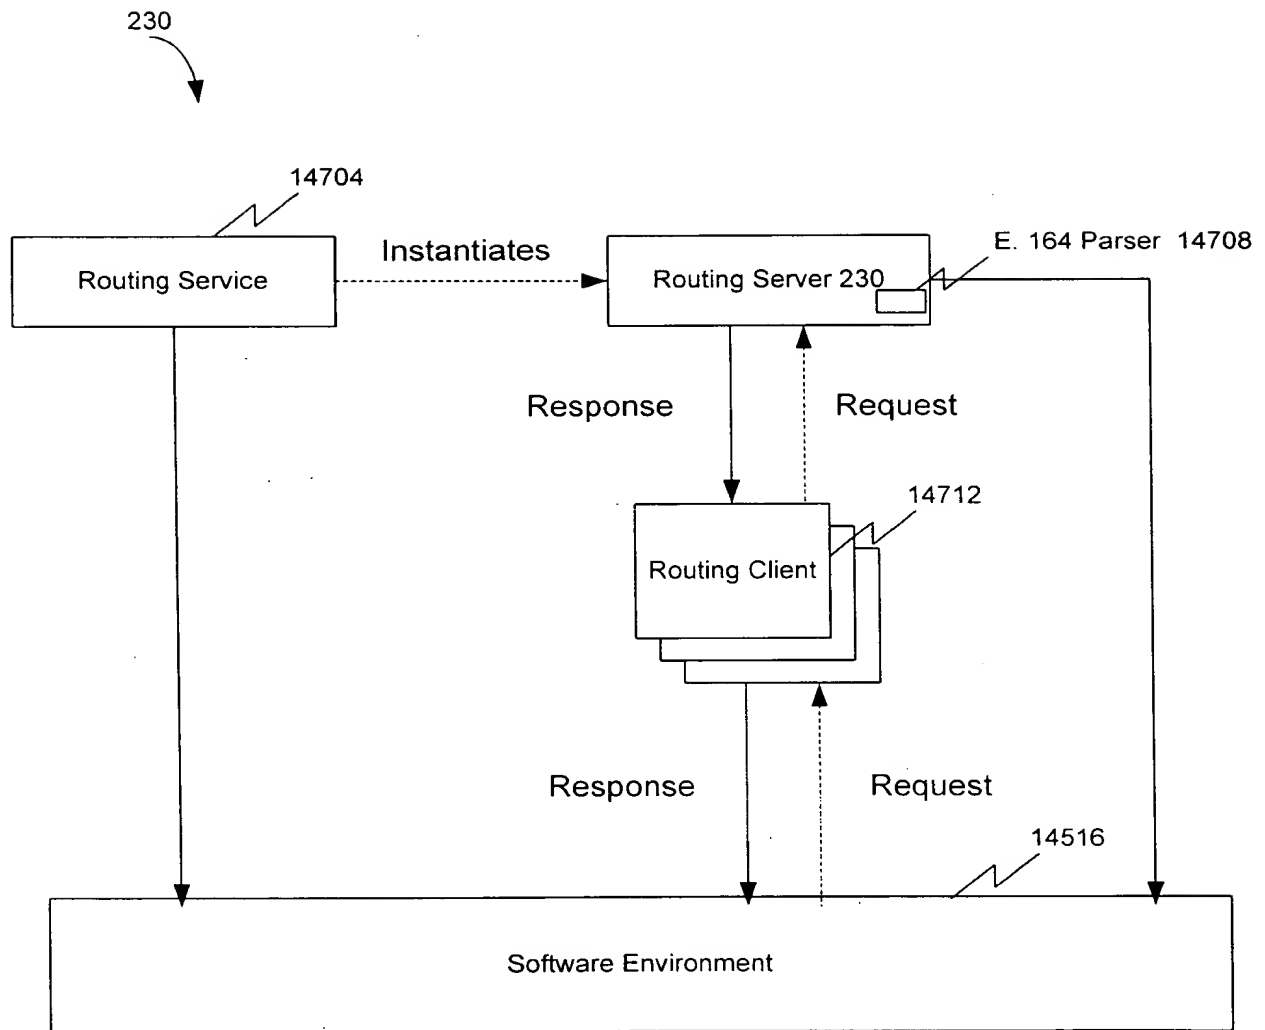 230
14704
Instantiates
E. 164 Parser 14708
Routing Service
Routing Server 230
Response
Request
14712
Routing Client
Response
Request
14516
Software Environment